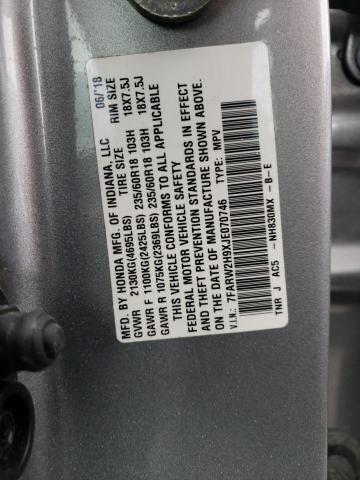 MFD. BY HONDA MFG. OF INDIANA, LLC 06/'18
GVWR 2130KG(4695LBS) TIRE SIZE RIM SIZE
GAWR F 1100KG(2425LBS) 235/60R18 103H 18X7.5J
GAWR R 1075KG(2369LBS) 235/60R18 103H 18X7.5J
THIS VEHICLE CONFORMS TO ALL APPLICABLE
FEDERAL MOTOR VEHICLE SAFETY
AND THEFT PREVENTION STANDARDS IN EFFECT
ON THE DATE OF MANUFACTURE SHOWN ABOVE.
V.I.N.: 7FARW2H9XJE070746 TYPE: MPV
TNR J AC5 -NH830MX -B-E